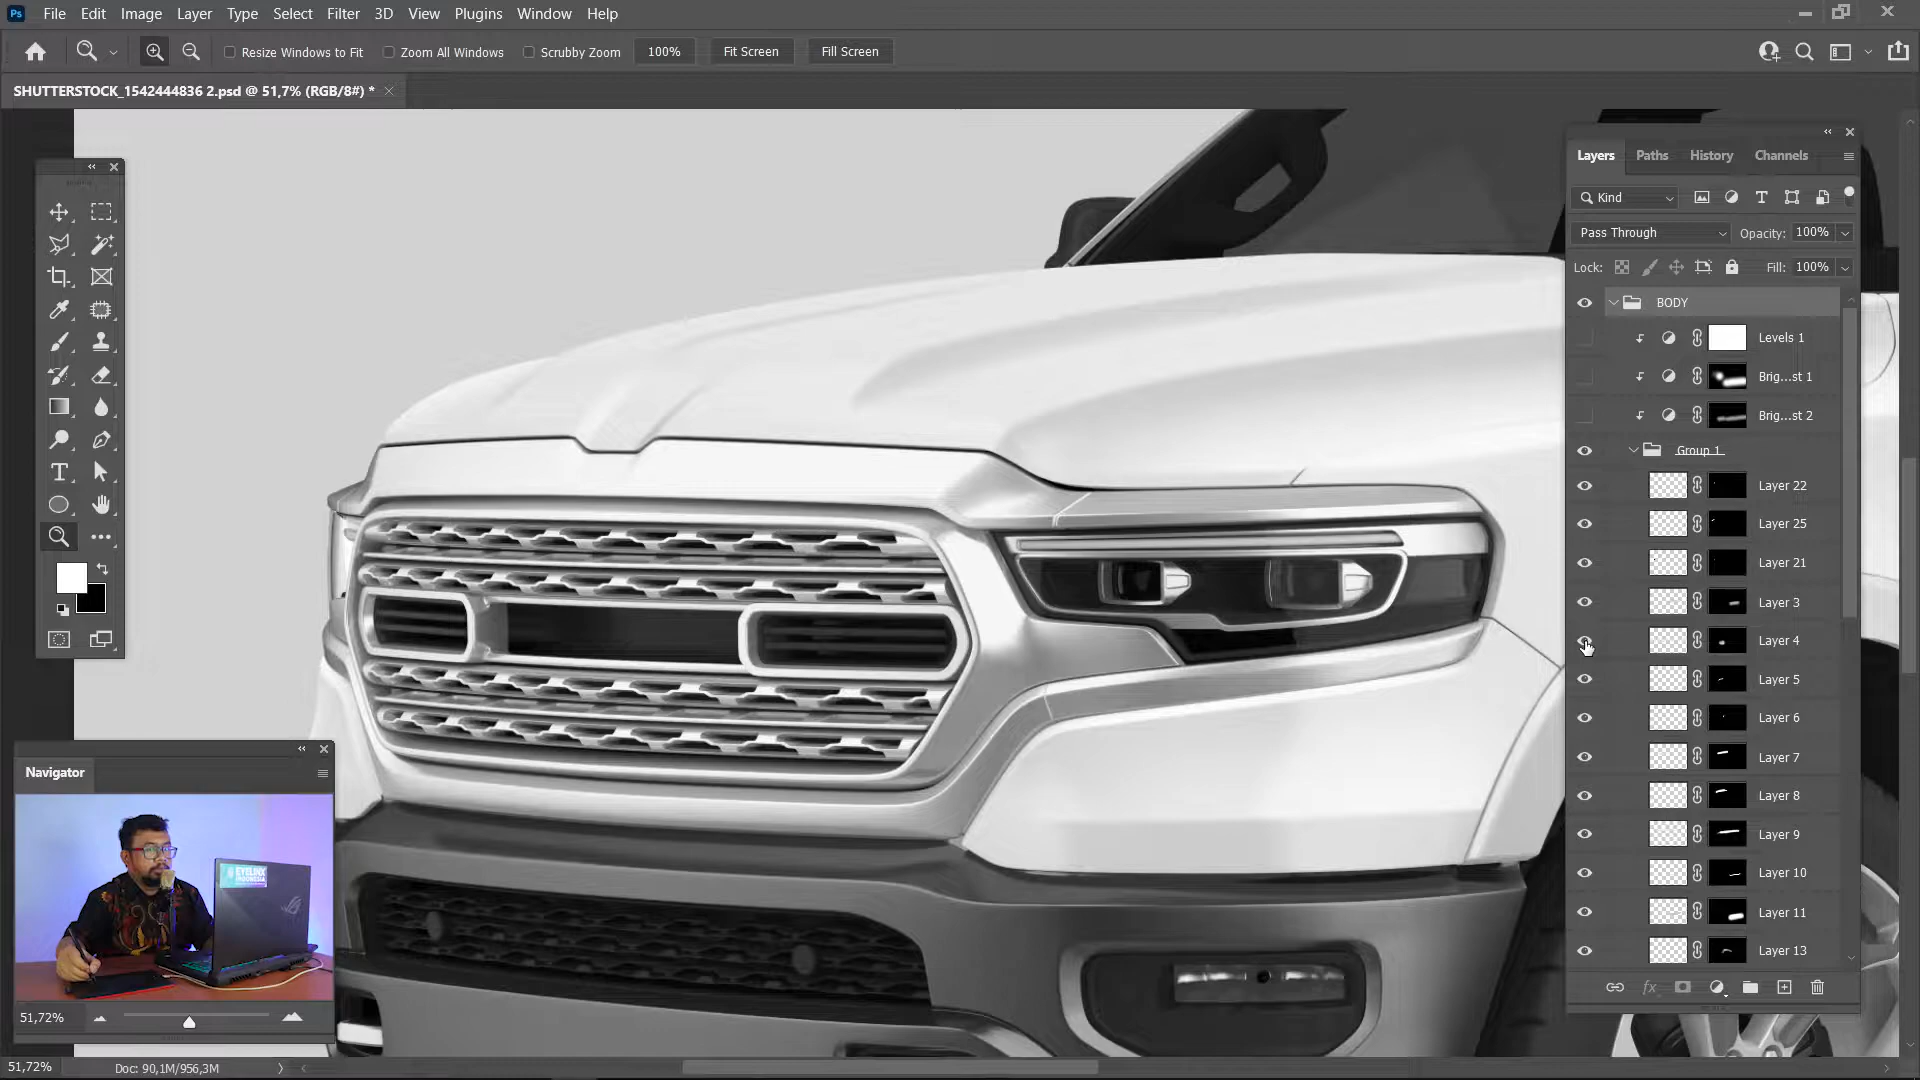 Ps File Edit Image Layer Type Select Filter 3D View Plugins Window Help
Resize Windows to Fit Zoom All Windows Scrubby Zoom 100% Fit Screen Fill Screen
SHUTTERSTOCK_1542444836 2.psd @ 51,7% (RGB/8#) *
Layers Paths History Channels
Kind
Pass Through Opacity: 100%
Lock: Fill: 100%
BODY
Levels 1
Brig...st 1
Brig...st 2
Group 1
Layer 22
Layer 25
Layer 21
Layer 3
Layer 4
Layer 5
Layer 6
Layer 7
Layer 8
Layer 9
Layer 10
Layer 11
Layer 13
fx
Navigator
EYELINX
INDONESIA
51,72%
51,72% Doc: 90,1M/956,3M